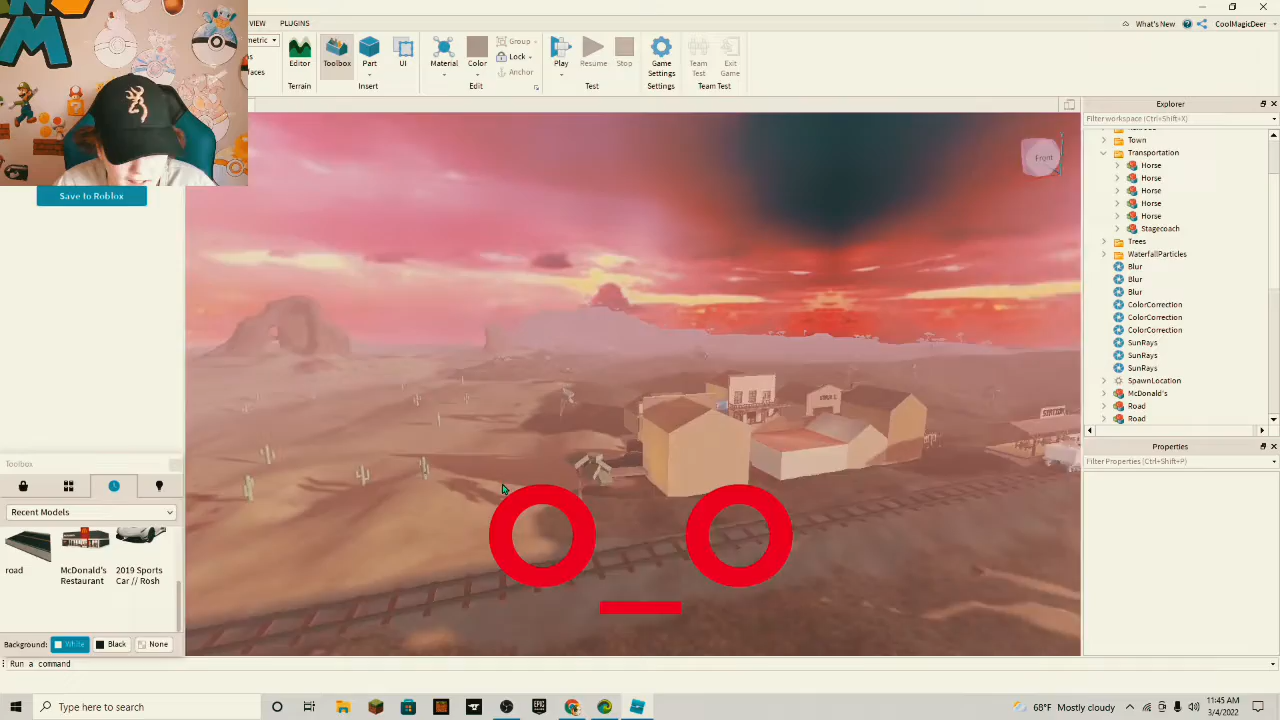 VIEW PLUGINS
What's New
CoolMagicDeer
Editor
Toolbox
Part
UI
Material
Color
Group
Lock
Anchor
Play
Resume
Stop
Game Settings
Team Test
Exit Game
Terrain
Insert
Edit
Test
Settings
Team Test
NM
Save to Roblox
Front
Explorer
Filter workspace (Ctrl+Shift+X)
Town
Transportation
Horse
Horse
Horse
Horse
Horse
Stagecoach
Trees
WaterfallParticles
Blur
Blur
Blur
ColorCorrection
ColorCorrection
ColorCorrection
SunRays
SunRays
SunRays
SpawnLocation
McDonald's
Road
Road
Properties
Filter Properties (Ctrl+Shift+P)
Toolbox
Recent Models
road
McDonald's Restaurant
2019 Sports Car // Rosh
Background: White Black None
Run a command
Type here to search
EPIC
68°F Mostly cloudy
11:45 AM
3/4/2022